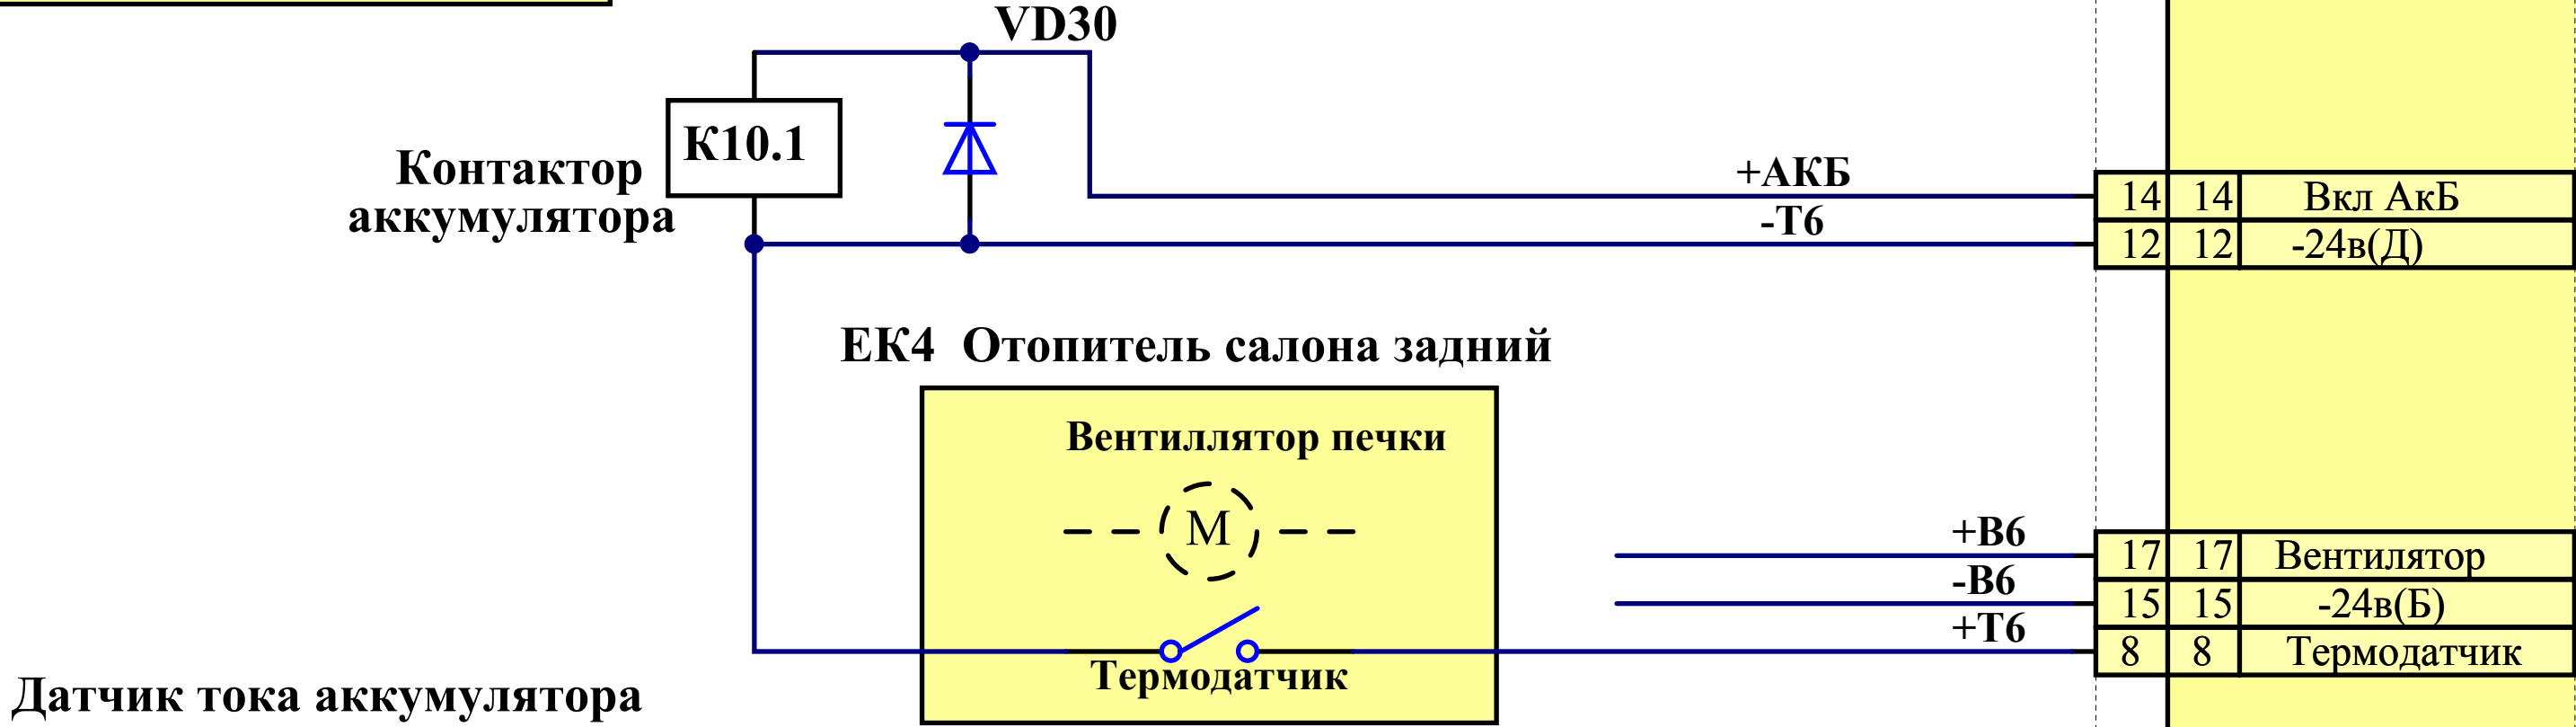 VD30
К10.1
Контактор
аккумулятора
+АКБ
-Т6
14 14 Вкл АкБ
12 12 -24в(Д)
ЕК4 Отопитель салона задний
Вентиллятор печки
М
+В6
-В6
+Т6
17 17 Вентилятор
15 15 -24в(Б)
8 8 Термодатчик
Термодатчик
Датчик тока аккумулятора